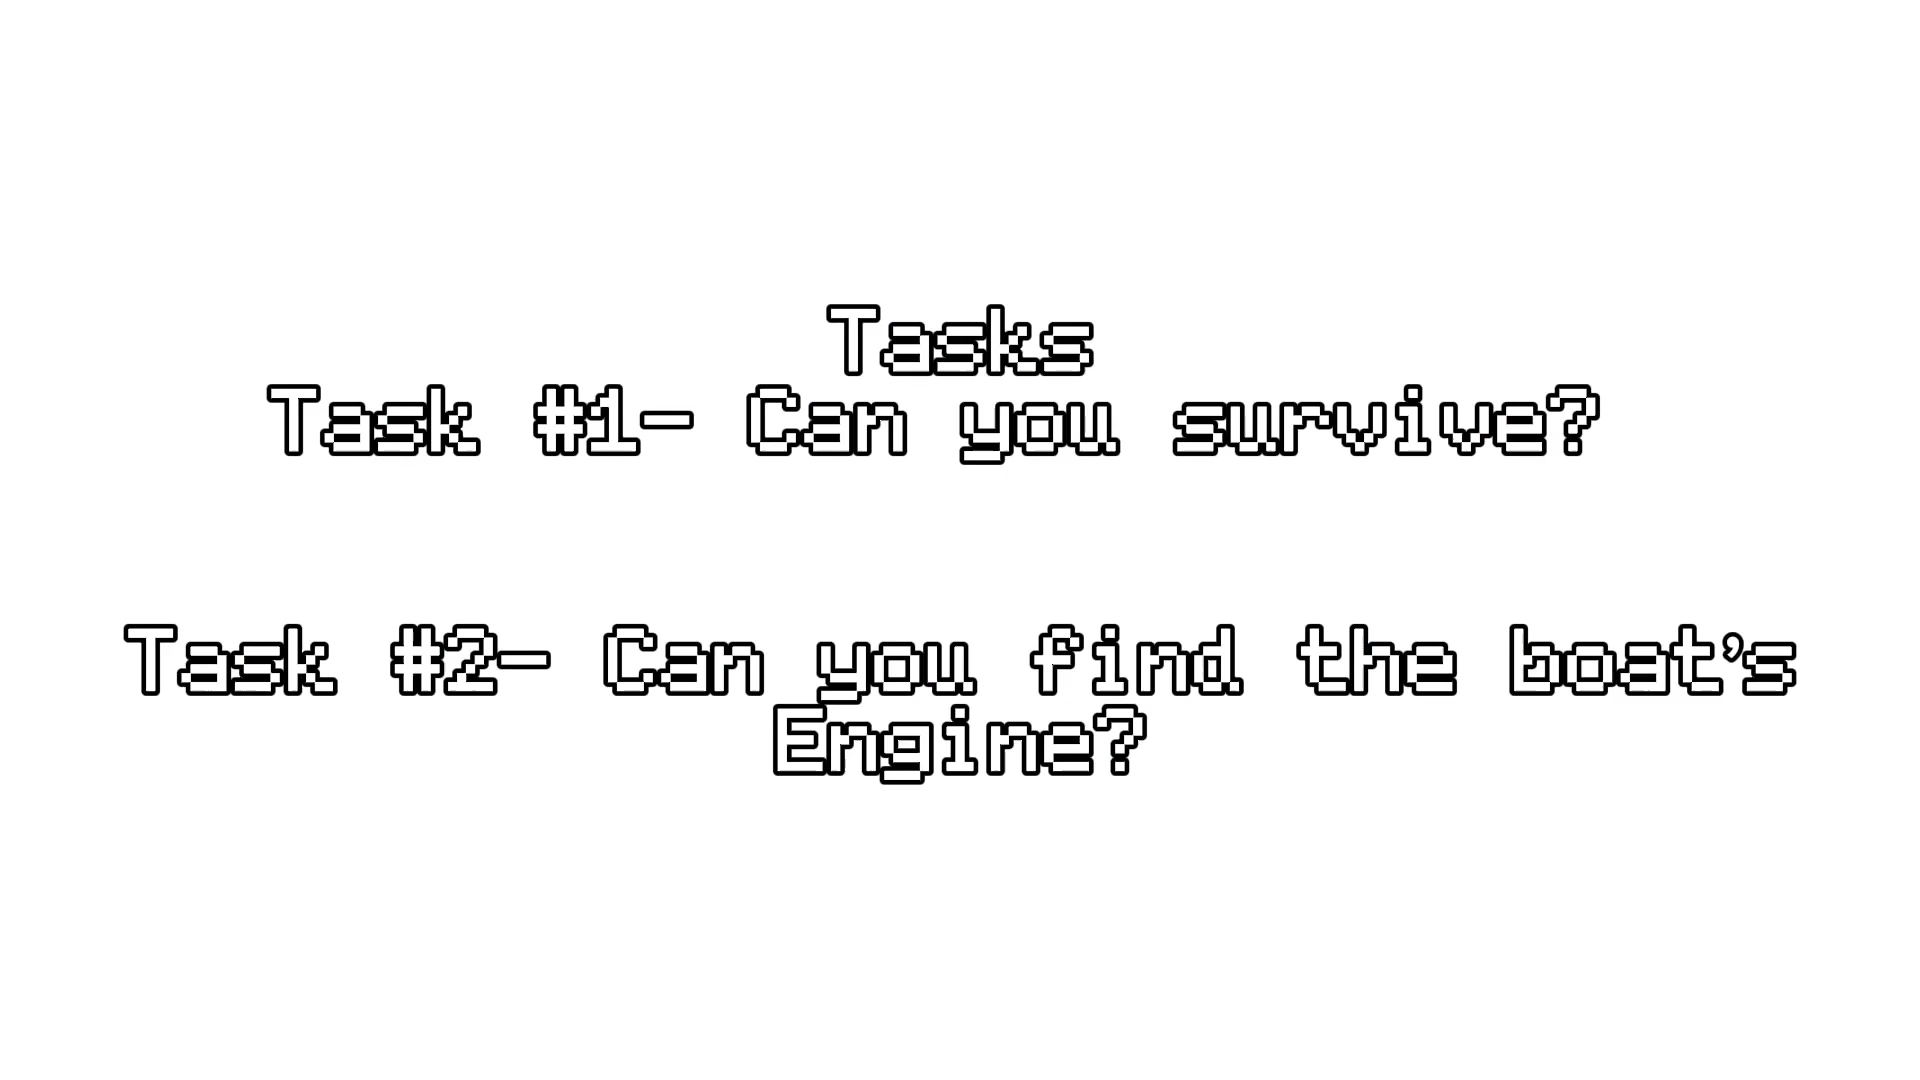 Tasks
Task #1- Can you survive?
Task #2- Can you find the boat’s
Engine?